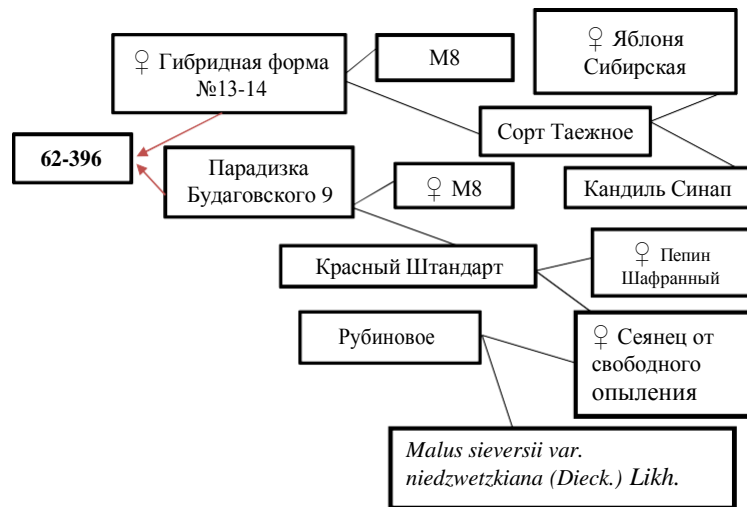 ♀ Гибридная форма
№13-14
М8
♀ Яблоня
Сибирская
Сорт Таежное
62-396
Парадизка
Будаговского 9
♀ М8
Кандиль Синап
Красный Штандарт
♀ Пепин
Шафранный
Рубиновое
♀ Сеянец от
свободного
опыления
Malus sieversii var.
niedzwetzkiana (Dieck.) Likh.